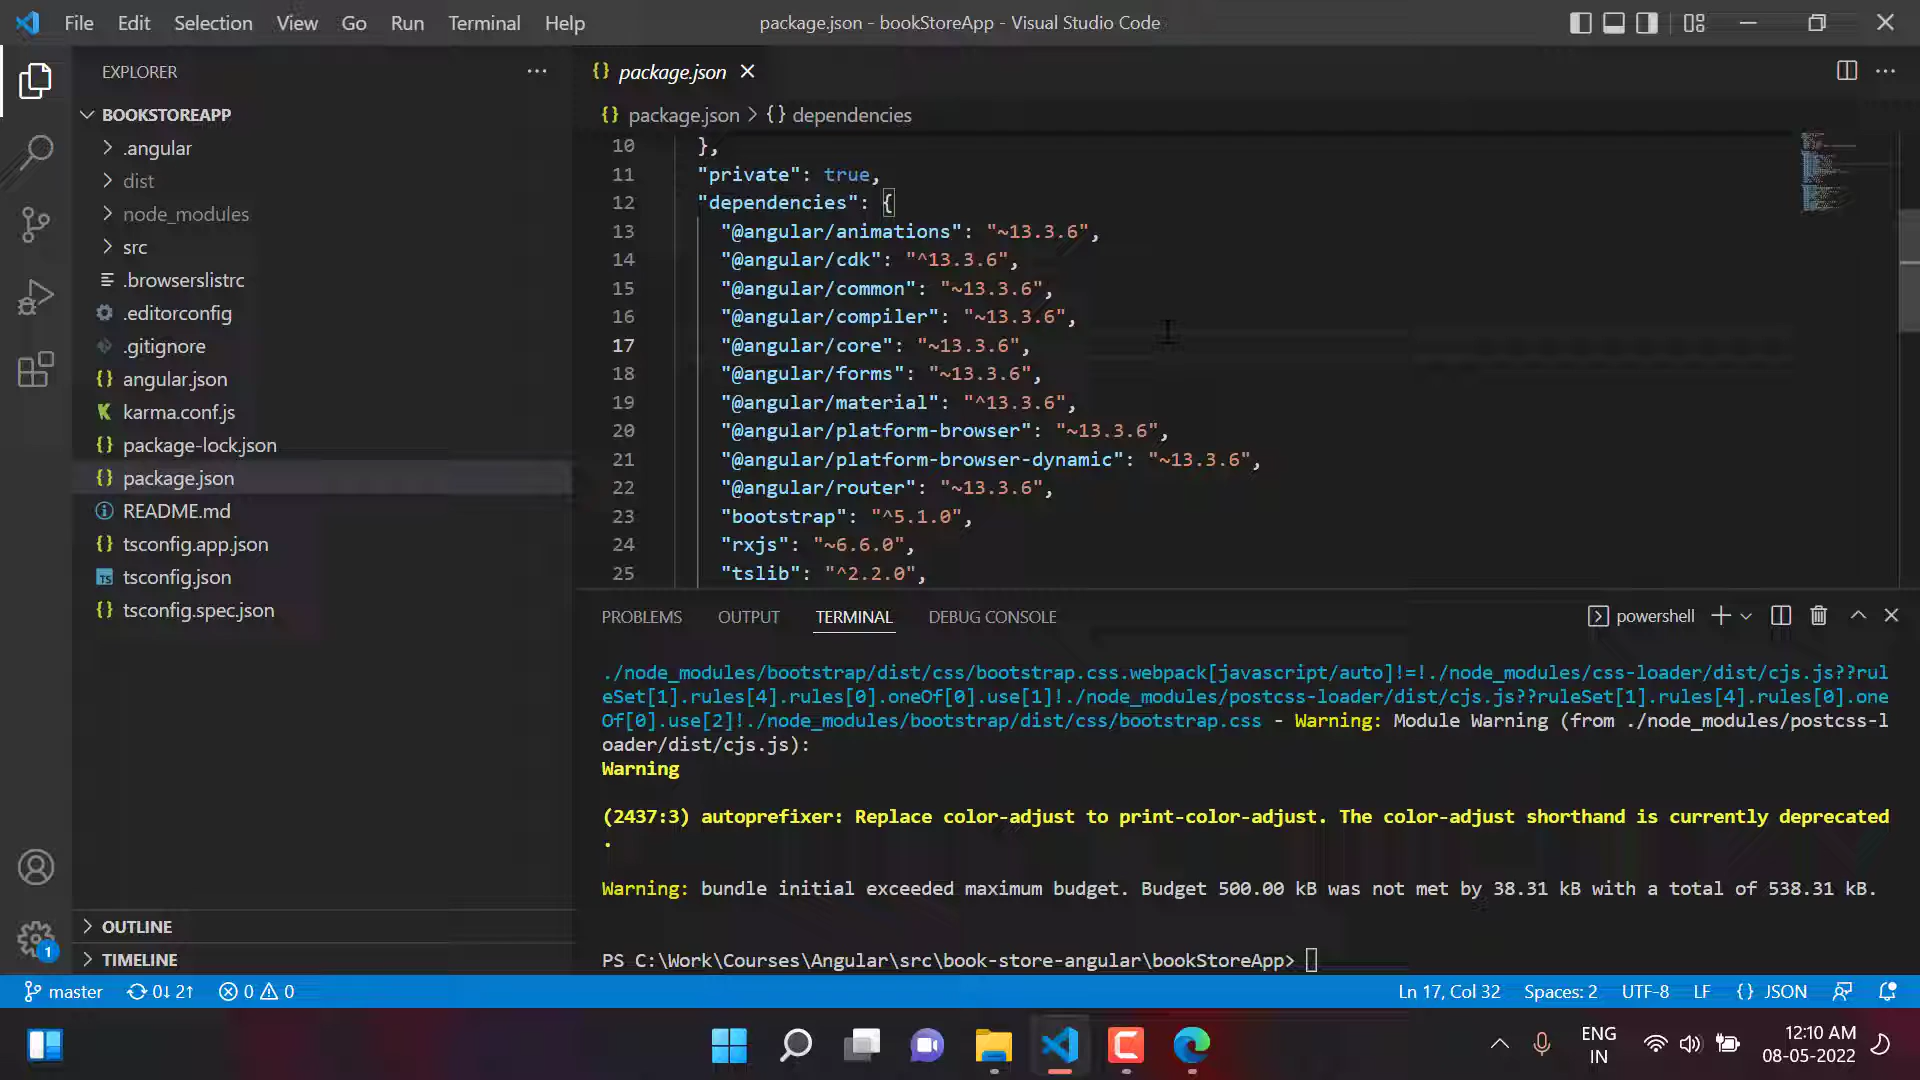 File Edit Selection View Go Run Terminal Help
package.json - bookStoreApp - Visual Studio Code
EXPLORER
BOOKSTOREAPP
.angular
dist
node_modules
src
.browserslistrc
.editorconfig
.gitignore
angular.json
karma.conf.js
package-lock.json
package.json
README.md
tsconfig.app.json
tsconfig.json
tsconfig.spec.json
OUTLINE
TIMELINE
{} package.json
{} package.json > {} dependencies
10 },
11 "private": true,
12 "dependencies": {
13 "@angular/animations": "~13.3.6",
14 "@angular/cdk": "^13.3.6",
15 "@angular/common": "~13.3.6",
16 "@angular/compiler": "~13.3.6",
17 "@angular/core": "~13.3.6",
18 "@angular/forms": "~13.3.6",
19 "@angular/material": "^13.3.6",
20 "@angular/platform-browser": "~13.3.6",
21 "@angular/platform-browser-dynamic": "~13.3.6",
22 "@angular/router": "~13.3.6",
23 "bootstrap": "^5.1.0",
24 "rxjs": "~6.6.0",
25 "tslib": "^2.2.0",
PROBLEMS OUTPUT TERMINAL DEBUG CONSOLE
powershell
./node_modules/bootstrap/dist/css/bootstrap.css.webpack[javascript/auto]!=!./node_modules/css-loader/dist/cjs.js??rul
eSet[1].rules[4].rules[0].oneOf[0].use[1]!./node_modules/postcss-loader/dist/cjs.js??ruleSet[1].rules[4].rules[0].one
Of[0].use[2]!./node_modules/bootstrap/dist/css/bootstrap.css - Warning: Module Warning (from ./node_modules/postcss-l
oader/dist/cjs.js):
Warning
(2437:3) autoprefixer: Replace color-adjust to print-color-adjust. The color-adjust shorthand is currently deprecated
.
Warning: bundle initial exceeded maximum budget. Budget 500.00 kB was not met by 38.31 kB with a total of 538.31 kB.
PS C:\Work\Courses\Angular\src\book-store-angular\bookStoreApp>
1
master 0↓ 2↑ 0 0
Ln 17, Col 32 Spaces: 2 UTF-8 LF {} JSON
ENG
IN
12:10 AM
08-05-2022